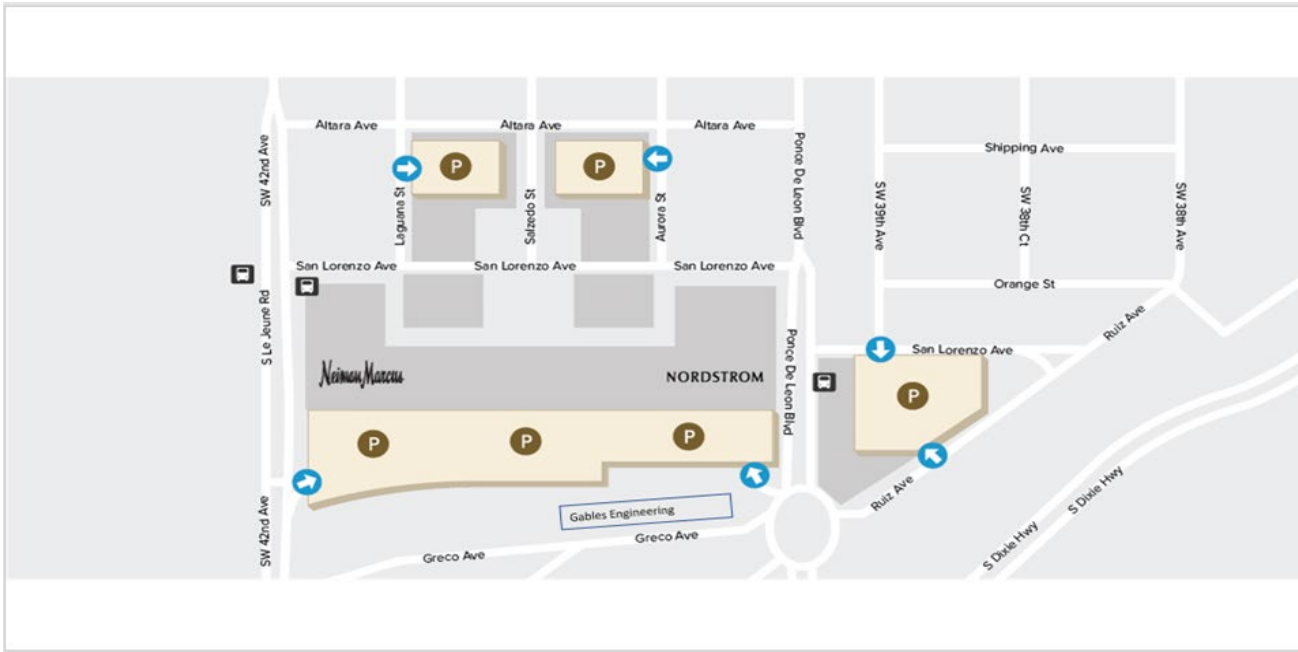 Altara Ave
Altara Ave
Altara Ave
SW 42nd Ave
P
P
Laguana St
Salzedo St
Aurora St
Ponce De Leon Blvd
SW 39th Ave
Shipping Ave
SW 38th Ct
SW 38th Ave
San Lorenzo Ave
San Lorenzo Ave
San Lorenzo Ave
Orange St
S Le Jeune Rd
Ruiz Ave
Ponce De Leon Blvd
San Lorenzo Ave
Neiman Marcus
NORDSTROM
P
P
P
P
Ruiz Ave
S Dixie Hwy
S Dixie Hwy
SW 42nd Ave
Gables Engineering
Greco Ave
Greco Ave